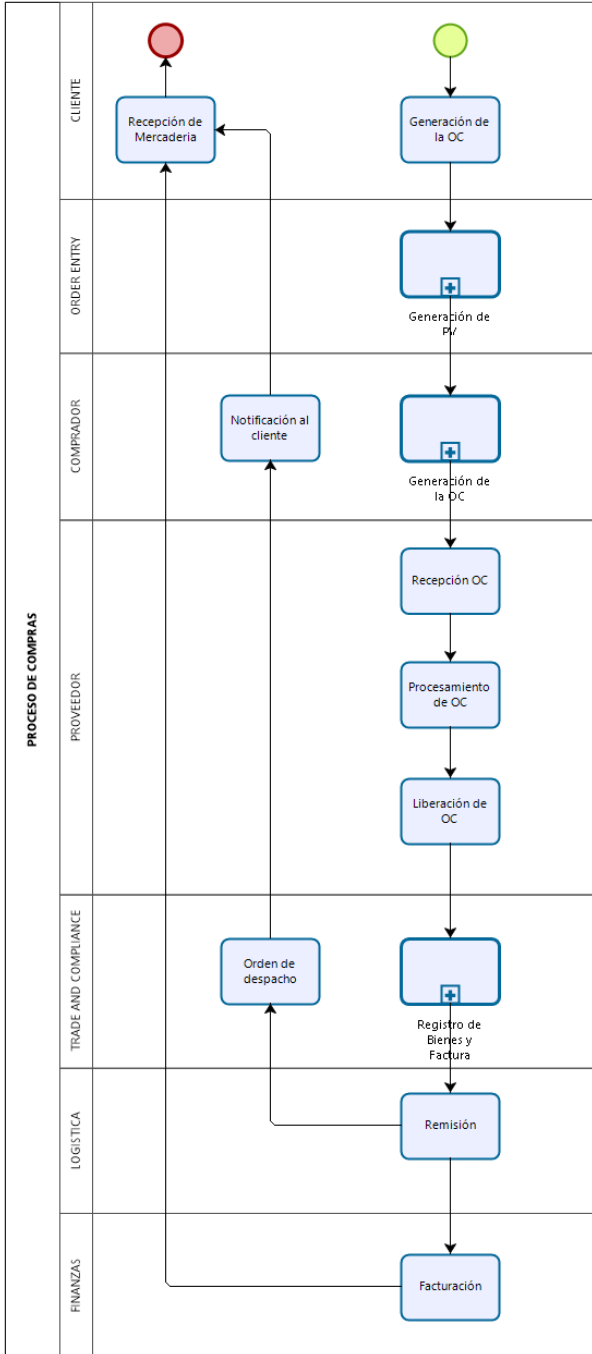 PROCESO DE COMPRAS
CLIENTE
Recepción de
Mercaderia
Generación de
la OC
ORDER ENTRY
Generación de
PV
COMPRADOR
Notificación al
cliente
Generación de
la OC
PROVEEDOR
Recepción OC
Procesamiento
de OC
Liberación de
OC
TRADE AND COMPLIANCE
Orden de
despacho
Registro de
Bienes y
Factura
LOGISTICA
Remisión
FINANZAS
Facturación